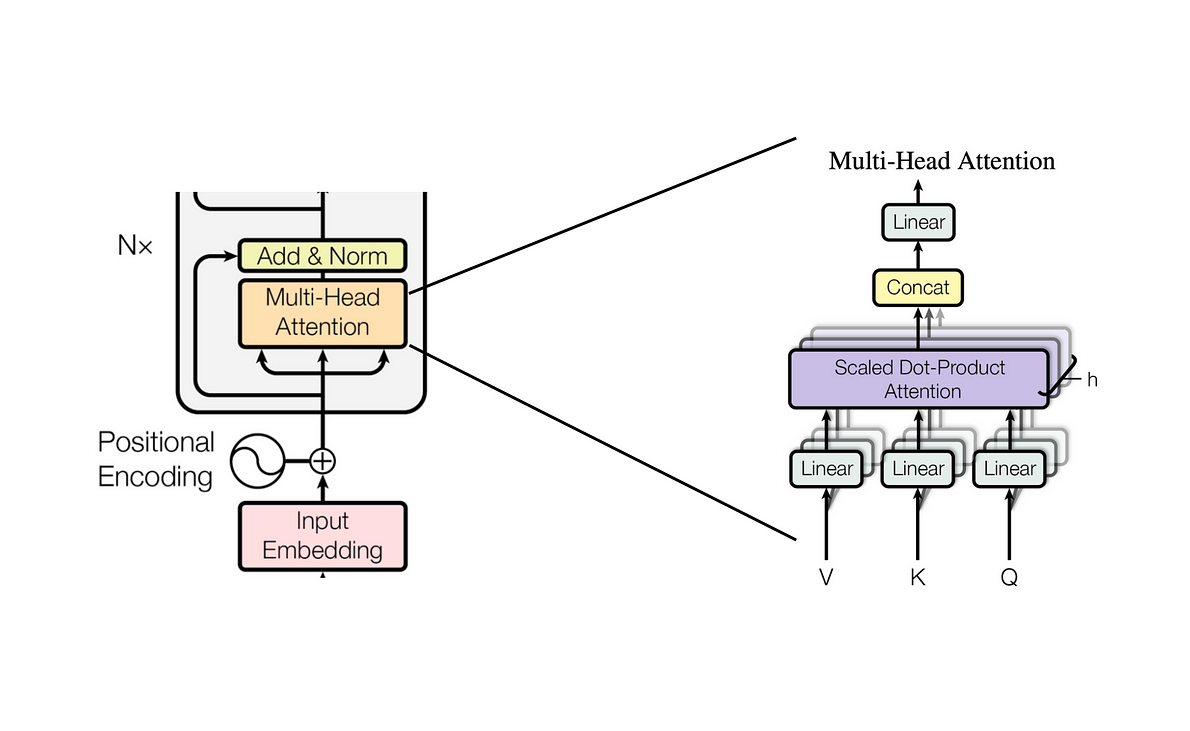 N×
Add & Norm
Multi-Head
Attention
Positional
Encoding
Input
Embedding
Multi-Head Attention
Linear
Concat
Scaled Dot-Product
Attention
h
Linear
Linear
Linear
V
K
Q